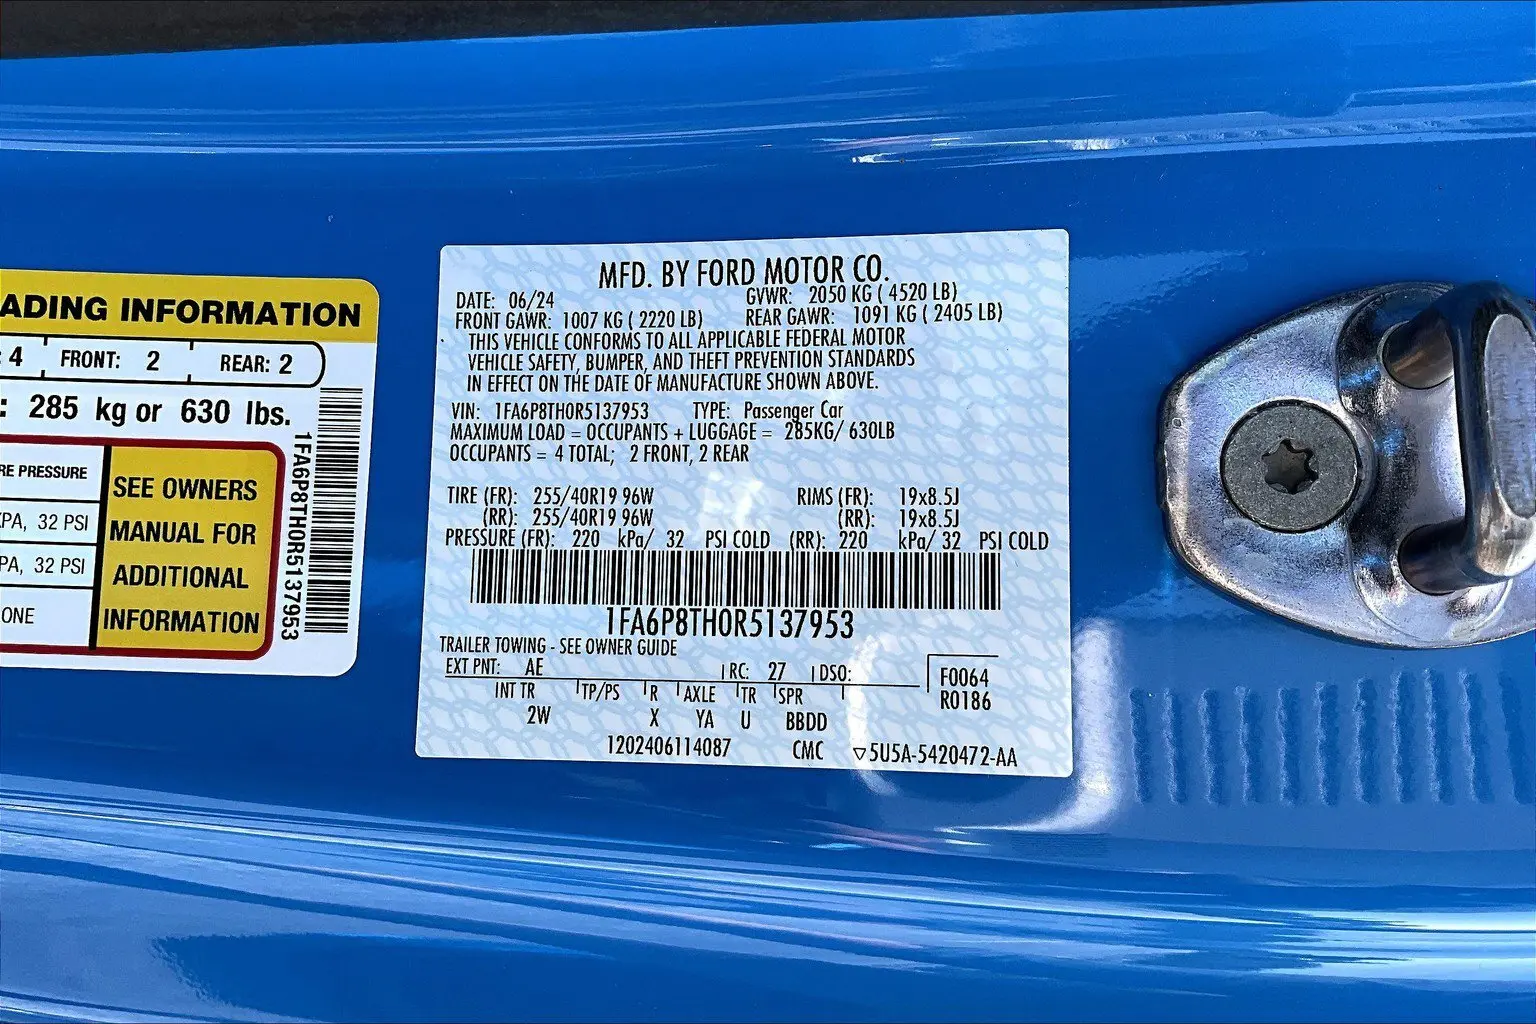 ADING INFORMATION
: 4 FRONT: 2 REAR: 2
: 285 kg or 630 lbs.
RE PRESSURE
PA, 32 PSI
PA, 32 PSI
ONE
SEE OWNERS
MANUAL FOR
ADDITIONAL
INFORMATION
1FA6P8TH0R5137953
MFD. BY FORD MOTOR CO.
DATE: 06/24 GVWR: 2050 KG ( 4520 LB)
FRONT GAWR: 1007 KG ( 2220 LB) REAR GAWR: 1091 KG ( 2405 LB)
THIS VEHICLE CONFORMS TO ALL APPLICABLE FEDERAL MOTOR
VEHICLE SAFETY, BUMPER, AND THEFT PREVENTION STANDARDS
IN EFFECT ON THE DATE OF MANUFACTURE SHOWN ABOVE.
VIN: 1FA6P8TH0R5137953 TYPE: Passenger Car
MAXIMUM LOAD = OCCUPANTS + LUGGAGE = 285KG/ 630LB
OCCUPANTS = 4 TOTAL; 2 FRONT, 2 REAR
TIRE (FR): 255/40R19 96W RIMS (FR): 19x8.5J
(RR): 255/40R19 96W (RR): 19x8.5J
PRESSURE (FR): 220 kPa/ 32 PSI COLD (RR): 220 kPa/ 32 PSI COLD
1FA6P8TH0R5137953
TRAILER TOWING - SEE OWNER GUIDE
EXT PNT: AE RC: 27 DSO:
F0064
R0186
INT TR TP/PS R AXLE TR SPR
2W X YA U BBDD
1202406114087 CMC ▽5U5A-5420472-AA